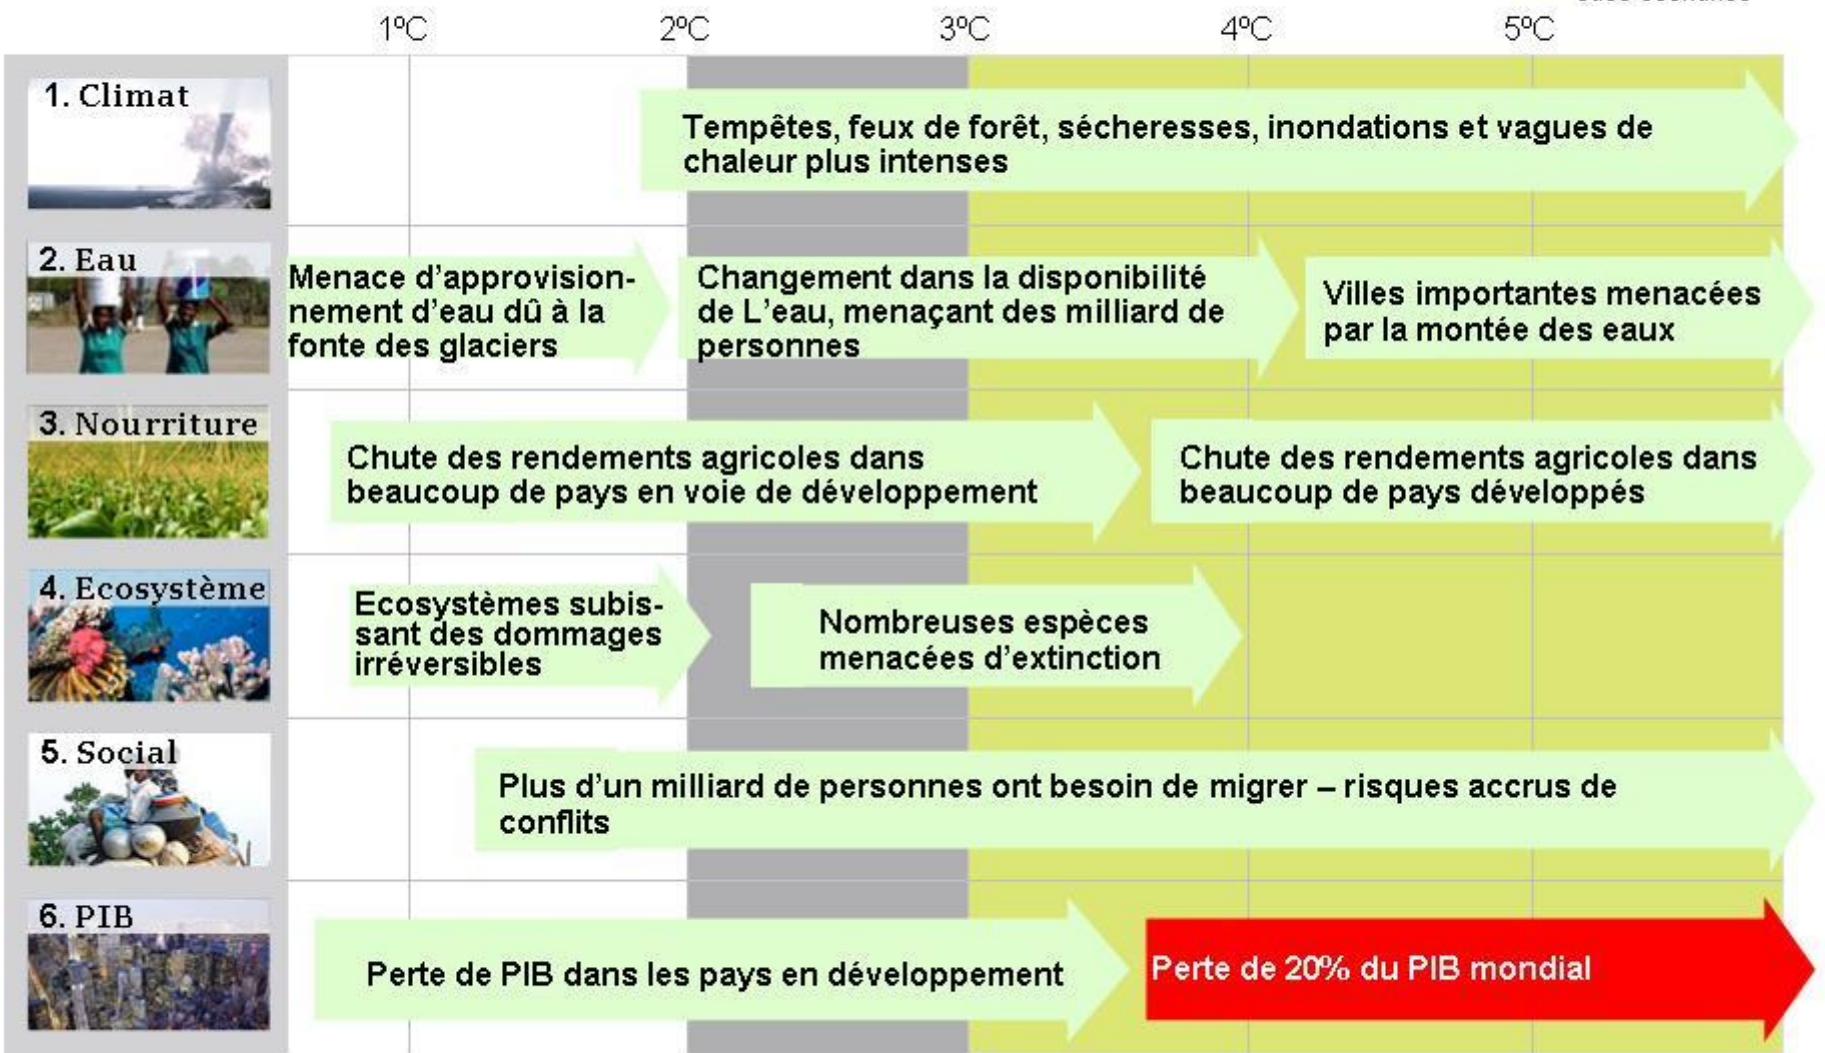 1ºC 2ºC 3ºC 4ºC 5ºC
1. Climat
Tempêtes, feux de forêt, sécheresses, inondations et vagues de
chaleur plus intenses
2. Eau
Menace d’approvision-
nement d’eau dû à la
fonte des glaciers
Changement dans la disponibilité
de L’eau, menaçant des milliard de
personnes
Villes importantes menacées
par la montée des eaux
3. Nourriture
Chute des rendements agricoles dans
beaucoup de pays en voie de développement
Chute des rendements agricoles dans
beaucoup de pays développés
4. Ecosystème
Ecosystèmes subis-
sant des dommages
irréversibles
Nombreuses espèces
menacées d’extinction
5. Social
Plus d’un milliard de personnes ont besoin de migrer – risques accrus de
conflits
6. PIB
Perte de PIB dans les pays en développement
Perte de 20% du PIB mondial